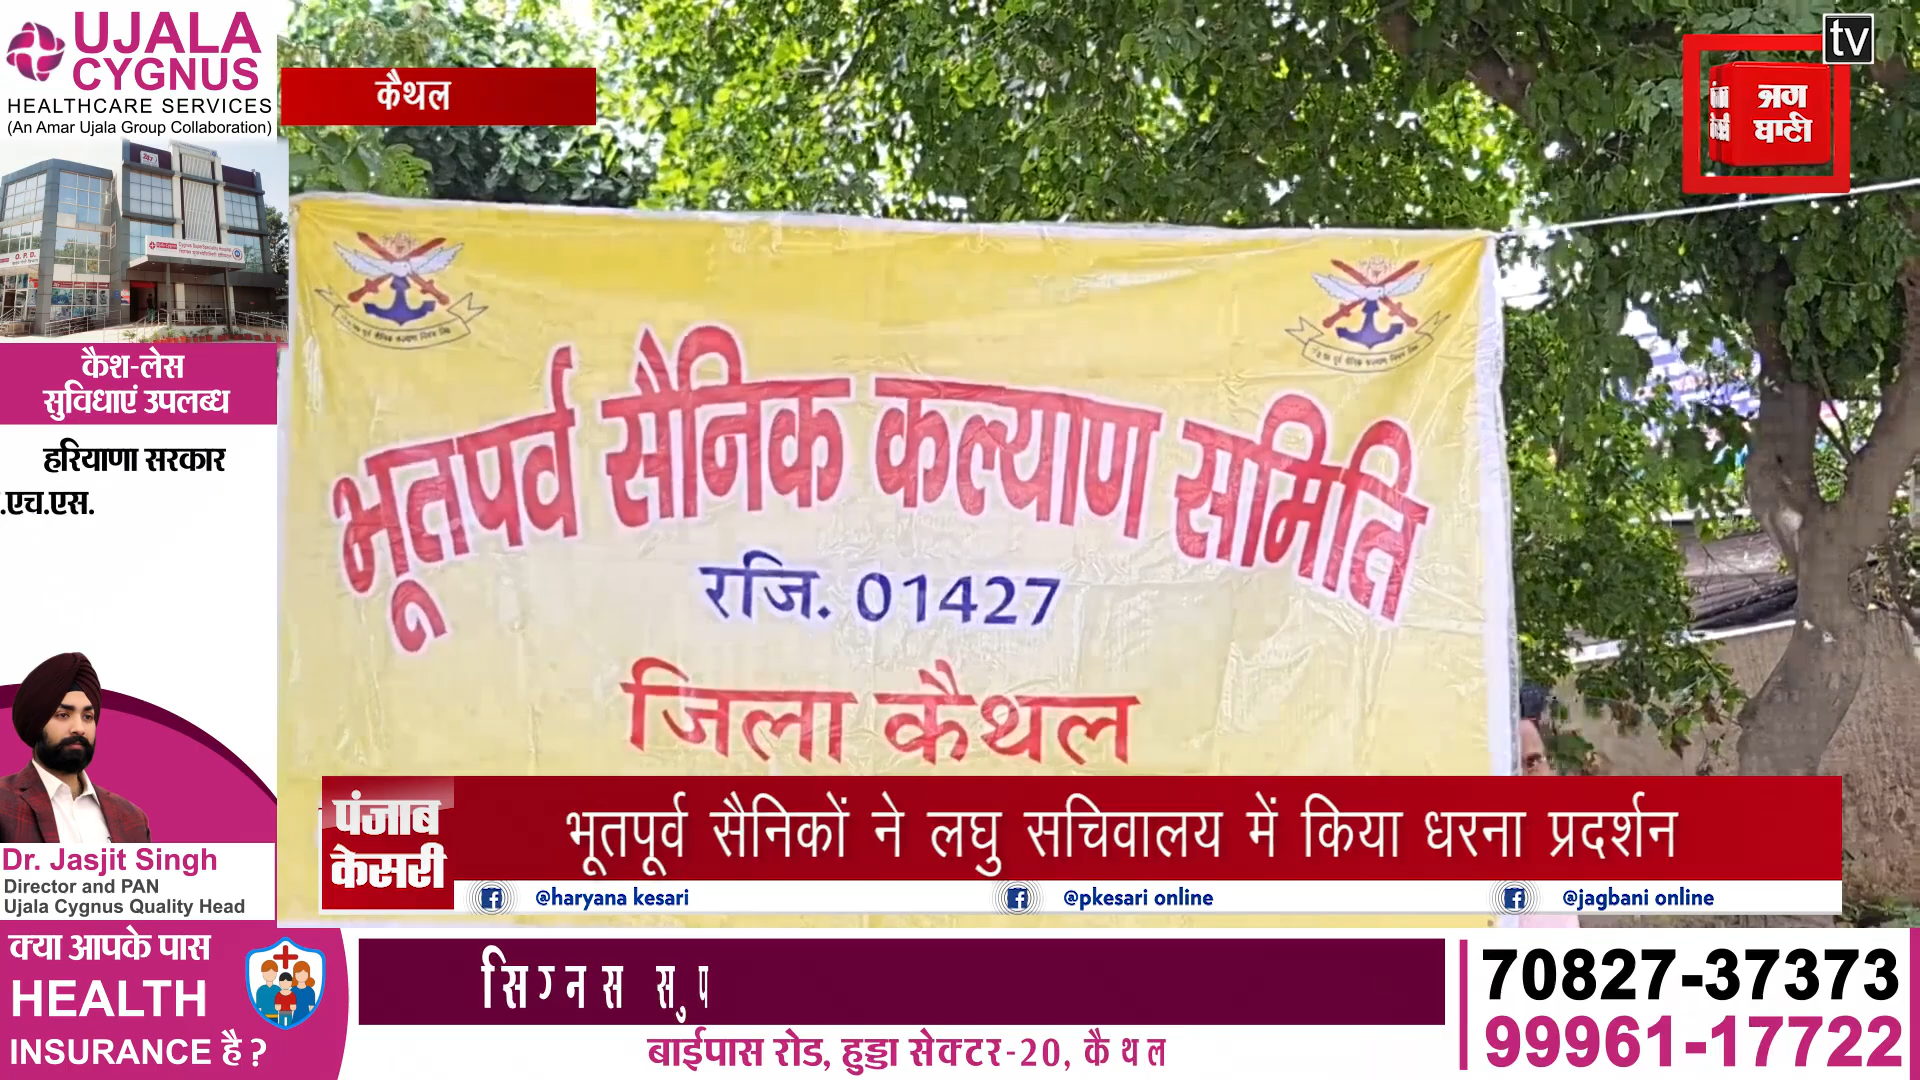 UJALA
CYGNUS
HEALTHCARE SERVICES
(An Amar Ujala Group Collaboration)
कैथल
tv
जग
ਬਾਣੀ
O. P. D.
कैश-लेस
सुविधाएं उपलब्ध
हरियाणा सरकार
.एच.एस.
भूतपर्व सैनिक कल्याण समिति
रजि. 01427
जिला कैथल
Dr. Jasjit Singh
Director and PAN
Ujala Cygnus Quality Head
पंजाब
केसरी
भूतपूर्व सैनिकों ने लघु सचिवालय में किया धरना प्रदर्शन
@haryana kesari
@pkesari online
@jagbani online
क्या आपके पास
HEALTH
INSURANCE है ?
सिग्नस सुप
बाईपास रोड, हुड्डा सेक्टर-20, कैथल
70827-37373
99961-17722